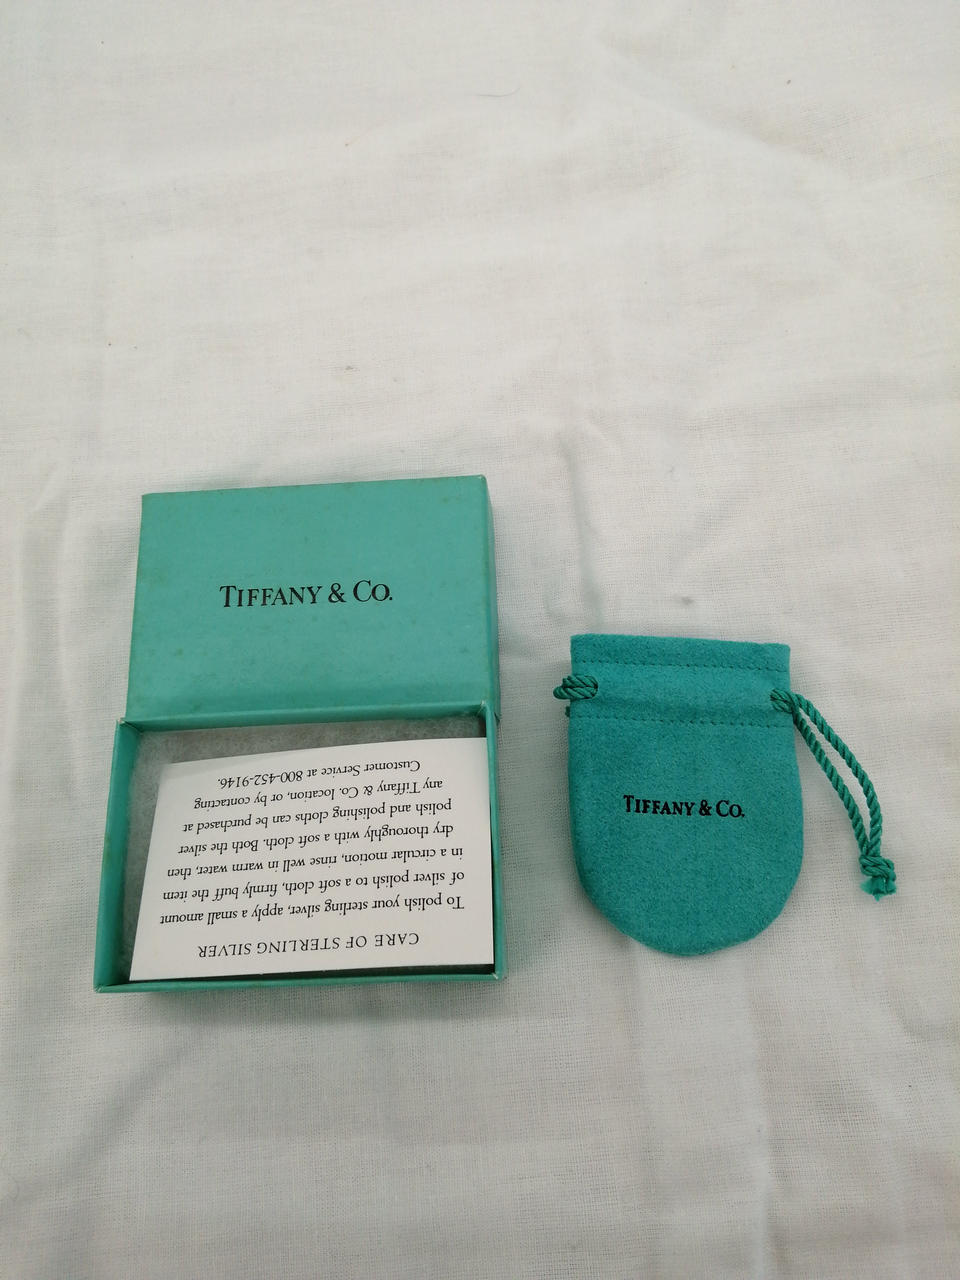 TIFFANY & CO.
CARE OF STERLING SILVER
To polish your sterling silver, apply a small amount
of silver polish to a soft cloth, firmly buff the item
in a circular motion, rinse well in warm water, then
dry thoroughly with a soft cloth. Both the silver
polish and polishing cloths can be purchased at
any Tiffany & Co. location, or by contacting
Customer Service at 800-452-9146.
TIFFANY & CO.